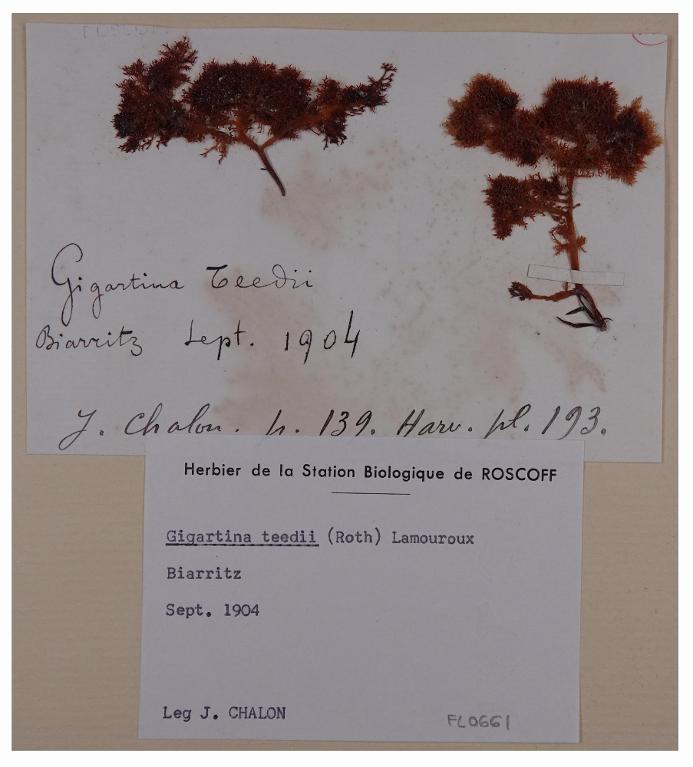 Gigartina Teedii
Biarritz Sept. 1904
J. Chalon. p. 139. Harv. pl. 193.
Herbier de la Station Biologique de ROSCOFF
Gigartina teedii (Roth) Lamouroux
Biarritz
Sept. 1904
Leg J. CHALON
FL0661